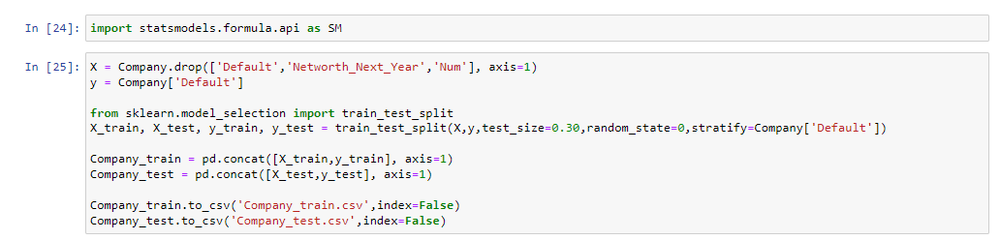 In [24]: import statsmodels.formula.api as SM
In [25]: X = Company.drop(['Default','Networth_Next_Year','Num'], axis=1)
y = Company['Default']
from sklearn.model_selection import train_test_split
X_train, X_test, y_train, y_test = train_test_split(X,y,test_size=0.30,random_state=0,stratify=Company['Default'])
Company_train = pd.concat([X_train,y_train], axis=1)
Company_test = pd.concat([X_test,y_test], axis=1)
Company_train.to_csv('Company_train.csv',index=False)
Company_test.to_csv('Company_test.csv',index=False)